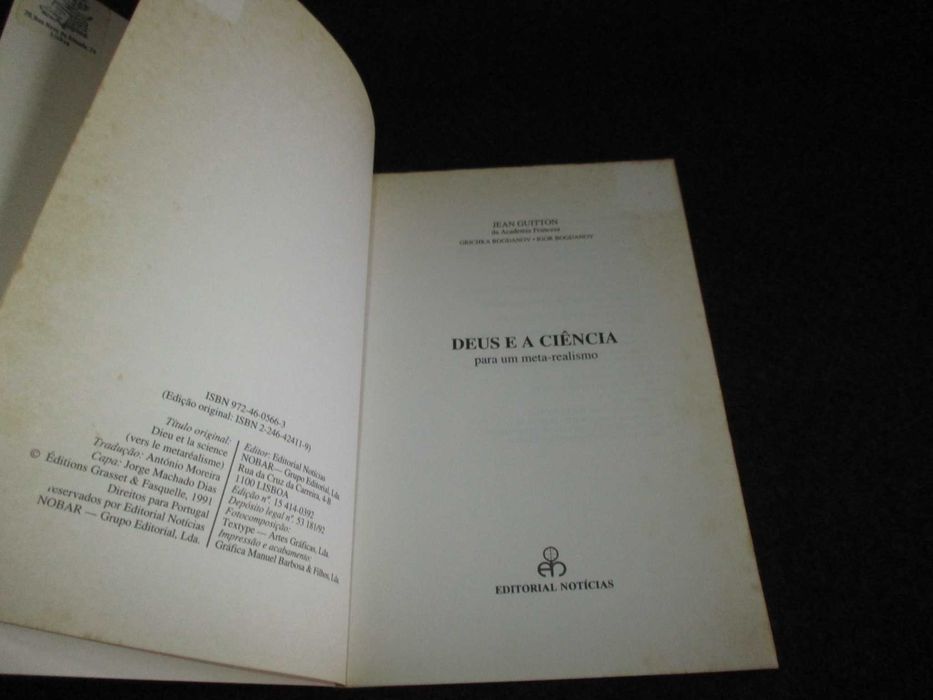 LISBOA
ISBN 972-46-0566-3
(Edição original: ISBN 2-246-42411-9)
Título original:
Dieu et la science
(vers le metaréalisme)
Tradução: António Moreira
Capa: Jorge Machado Dias
© Éditions Grasset & Fasquelle, 1991
Direitos para Portugal
reservados por Editorial Notícias
NOBAR — Grupo Editorial, Lda.
Editor: Editorial Notícias
NOBAR — Grupo Editorial, Lda
Rua da Cruz da Carreira, 4-B
1100 LISBOA
Edição nº. 15 414-0392
Depósito legal nº. 53 181/92
Fotocomposição:
Textype — Artes Gráficas, Lda.
Impressão e acabamento:
Gráfica Manuel Barbosa & Filhos, Lda.
JEAN GUITTON
da Academia Francesa
GRICHKA BOGDANOV • IGOR BOGDANOV
DEUS E A CIÊNCIA
para um meta-realismo
EDITORIAL NOTÍCIAS